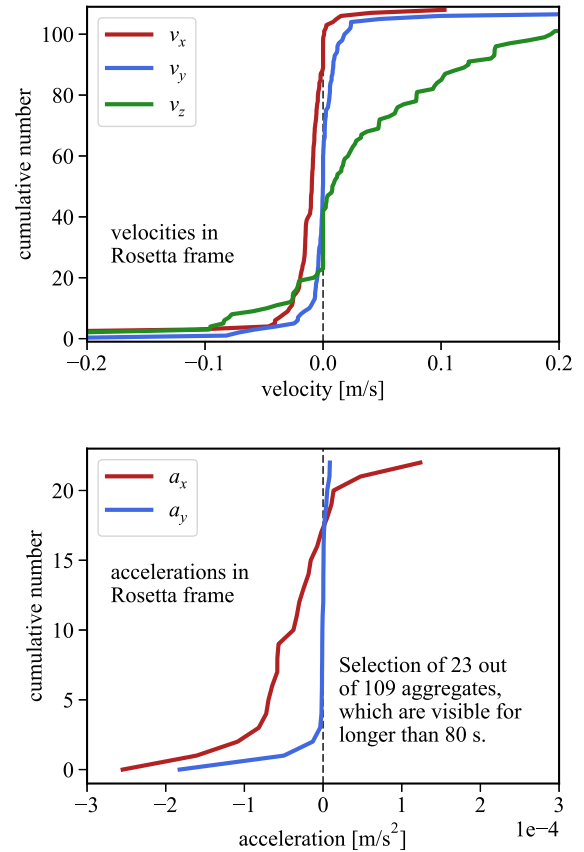 100
80
60
40
20
0
cumulative number
v_x
v_y
v_z
velocities in
Rosetta frame
−0.2 −0.1 0.0 0.1 0.2
velocity [m/s]
20
15
10
5
0
cumulative number
a_x
a_y
accelerations in
Rosetta frame
Selection of 23 out
of 109 aggregates,
which are visible for
longer than 80 s.
−3 −2 −1 0 1 2 3
1e−4
acceleration [m/s²]